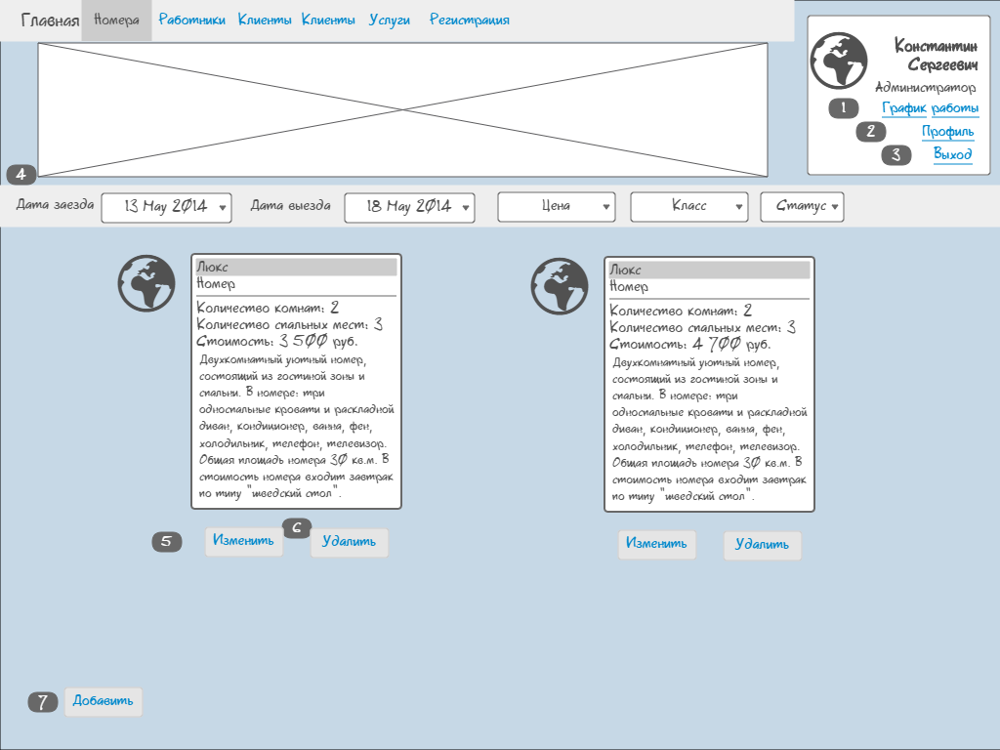 Главная Номера Работники Клиенты Клиенты Услуги Регистрация
Константин
Сергеевич
Администратор
1 График работы
2 Профиль
3 Выход
4
Дата заезда 13 May 2014 Дата выезда 18 May 2014 Цена Класс Статус
Люкс
Номер
Количество комнат: 2
Количество спальных мест: 3
Стоимость: 3 500 руб.
Двухкомнатный уютный номер,
состоящий из гостиной зоны и
спальни. В номере: три
односпальные кровати и раскладной
диван, кондиционер, ванна, фен,
холодильник, телефон, телевизор.
Общая площадь номера 30 кв.м. В
стоимость номера входит завтрак
по типу "шведский стол".
5 Изменить 6 Удалить
Люкс
Номер
Количество комнат: 2
Количество спальных мест: 3
Стоимость: 4 700 руб.
Двухкомнатный уютный номер,
состоящий из гостиной зоны и
спальни. В номере: три
односпальные кровати и раскладной
диван, кондиционер, ванна, фен,
холодильник, телефон, телевизор.
Общая площадь номера 30 кв.м. В
стоимость номера входит завтрак
по типу "шведский стол".
Изменить Удалить
7 Добавить